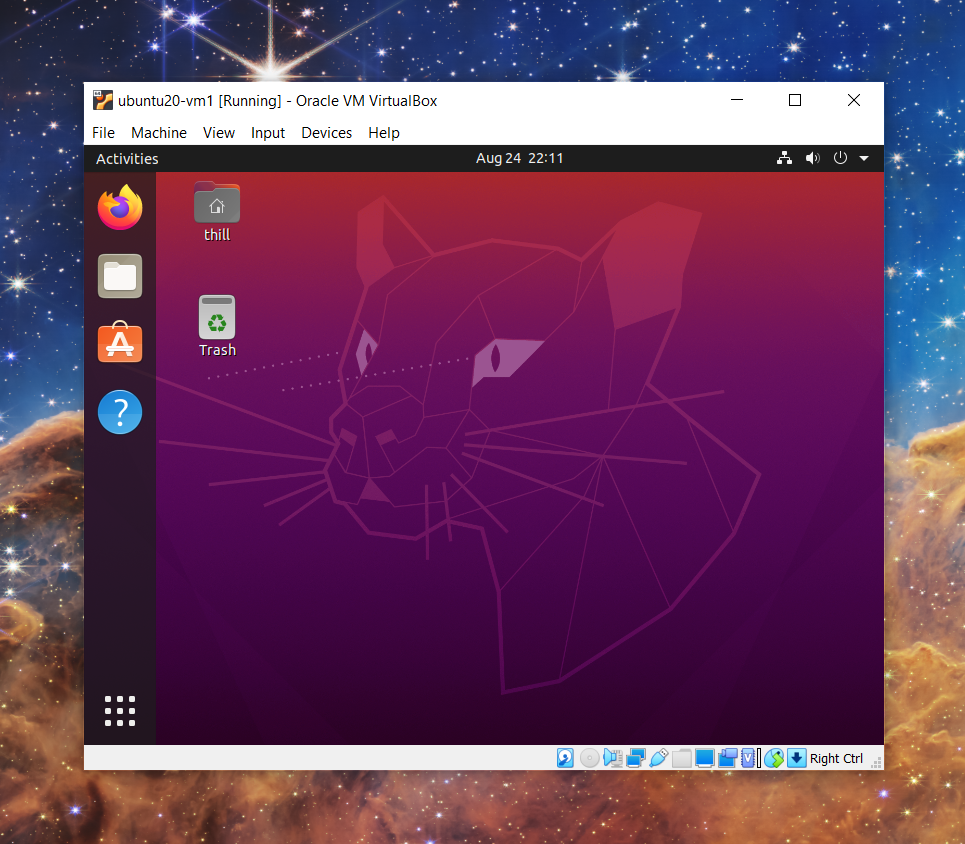 ubuntu20-vm1 [Running] - Oracle VM VirtualBox
File Machine View Input Devices Help
Activities Aug 24 22:11
thill
Trash
Right Ctrl